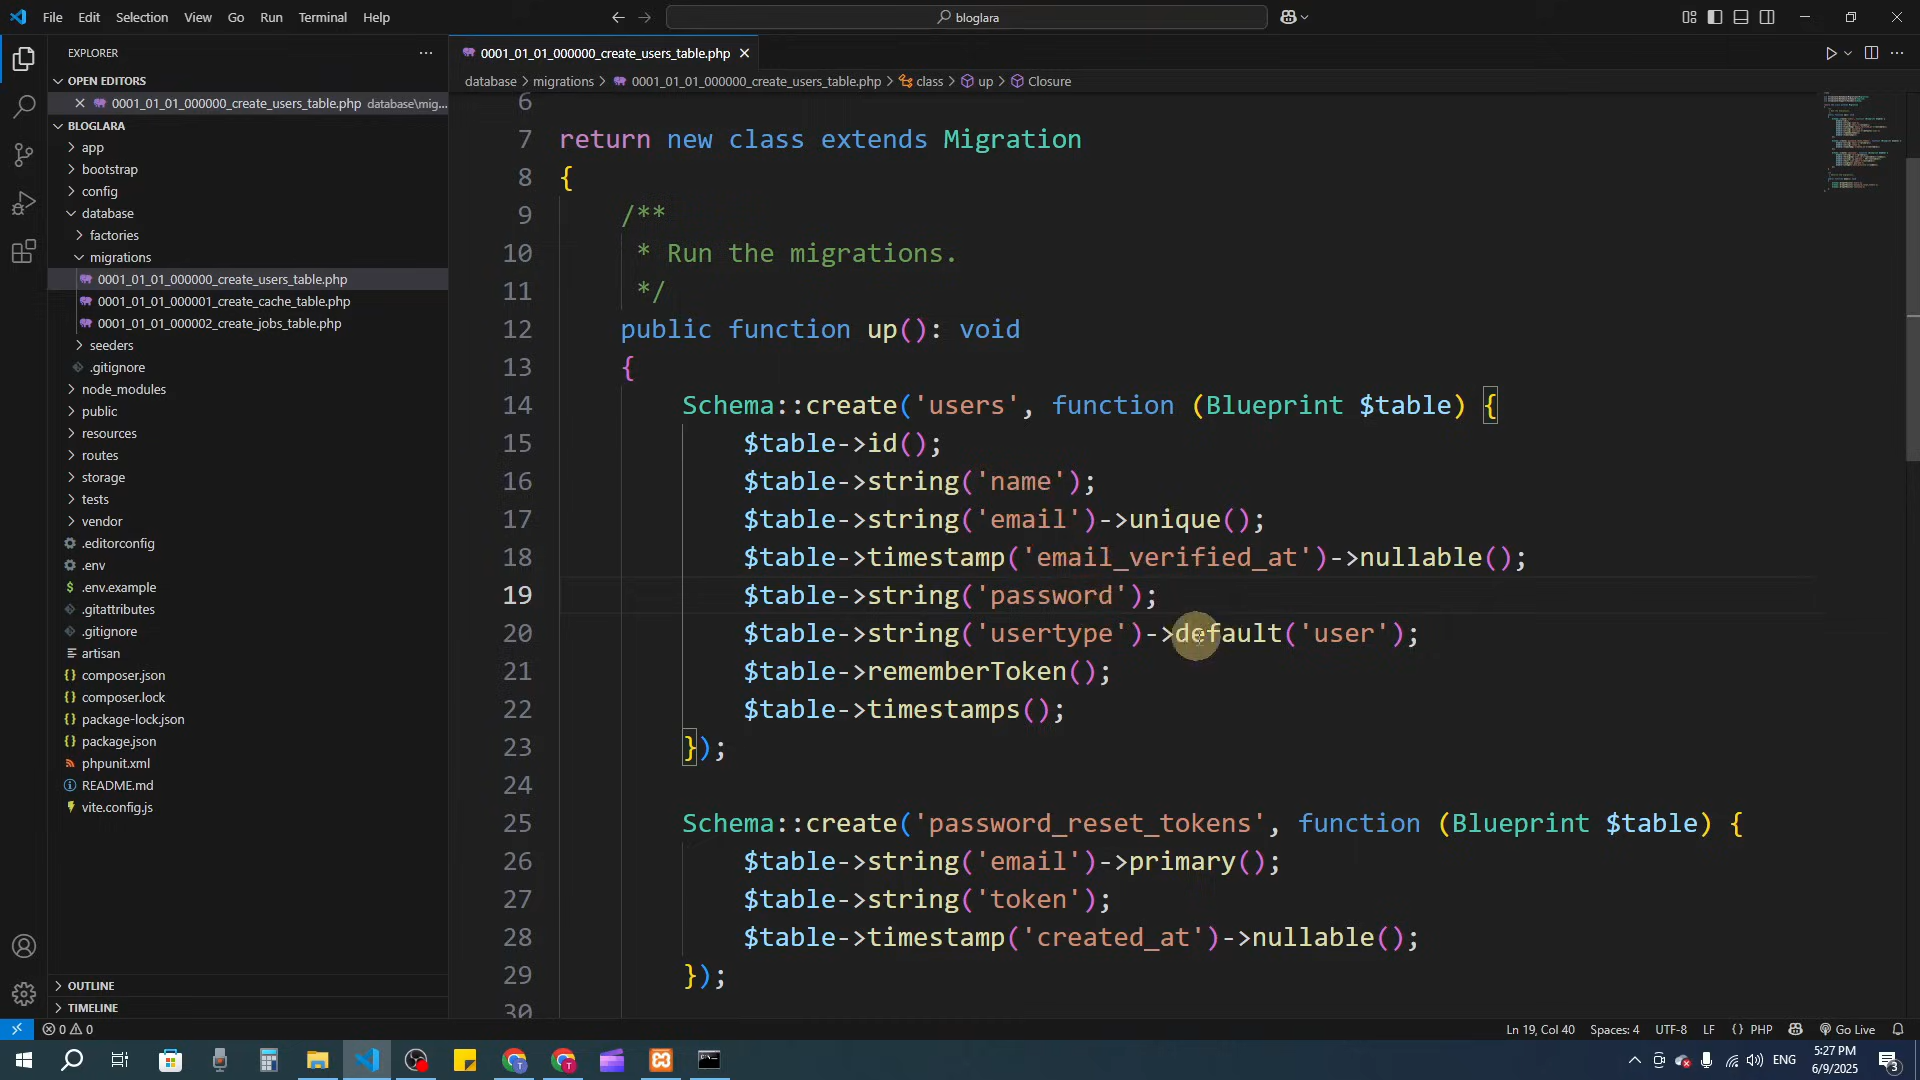 File Edit Selection View Go Run Terminal Help
bloglara
EXPLORER
OPEN EDITORS
0001_01_01_000000_create_users_table.php database\mig...
BLOGLARA
app
bootstrap
config
database
factories
migrations
0001_01_01_000000_create_users_table.php
0001_01_01_000001_create_cache_table.php
0001_01_01_000002_create_jobs_table.php
seeders
.gitignore
node_modules
public
resources
routes
storage
tests
vendor
.editorconfig
.env
.env.example
.gitattributes
.gitignore
artisan
composer.json
composer.lock
package-lock.json
package.json
phpunit.xml
README.md
vite.config.js
OUTLINE
TIMELINE
0001_01_01_000000_create_users_table.php
database > migrations > 0001_01_01_000000_create_users_table.php > class > up > Closure
6
7 return new class extends Migration
8 {
9 /**
10 * Run the migrations.
11 */
12 public function up(): void
13 {
14 Schema::create('users', function (Blueprint $table) {
15 $table->id();
16 $table->string('name');
17 $table->string('email')->unique();
18 $table->timestamp('email_verified_at')->nullable();
19 $table->string('password');
20 $table->string('usertype')->default('user');
21 $table->rememberToken();
22 $table->timestamps();
23 });
24
25 Schema::create('password_reset_tokens', function (Blueprint $table) {
26 $table->string('email')->primary();
27 $table->string('token');
28 $table->timestamp('created_at')->nullable();
29 });
30
0 0 Ln 19, Col 40 Spaces: 4 UTF-8 LF {} PHP Go Live
ENG 5:27 PM
6/9/2025 3